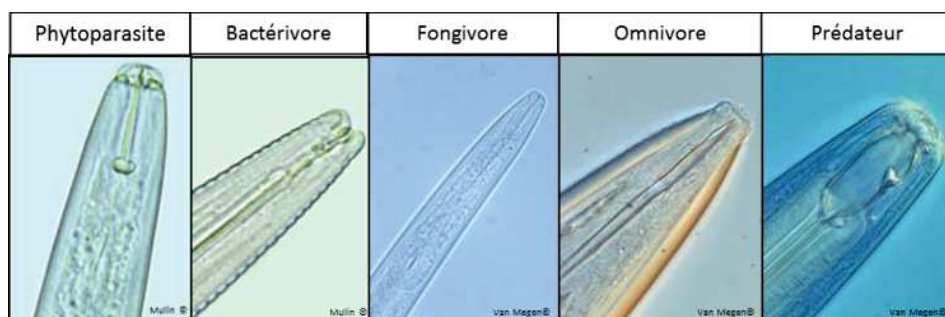 Phytoparasite
Bactérivore
Fongivore
Omnivore
Prédateur
Mullin ©
Mullin ©
Van Megen©
Van Megen©
Van Megen©